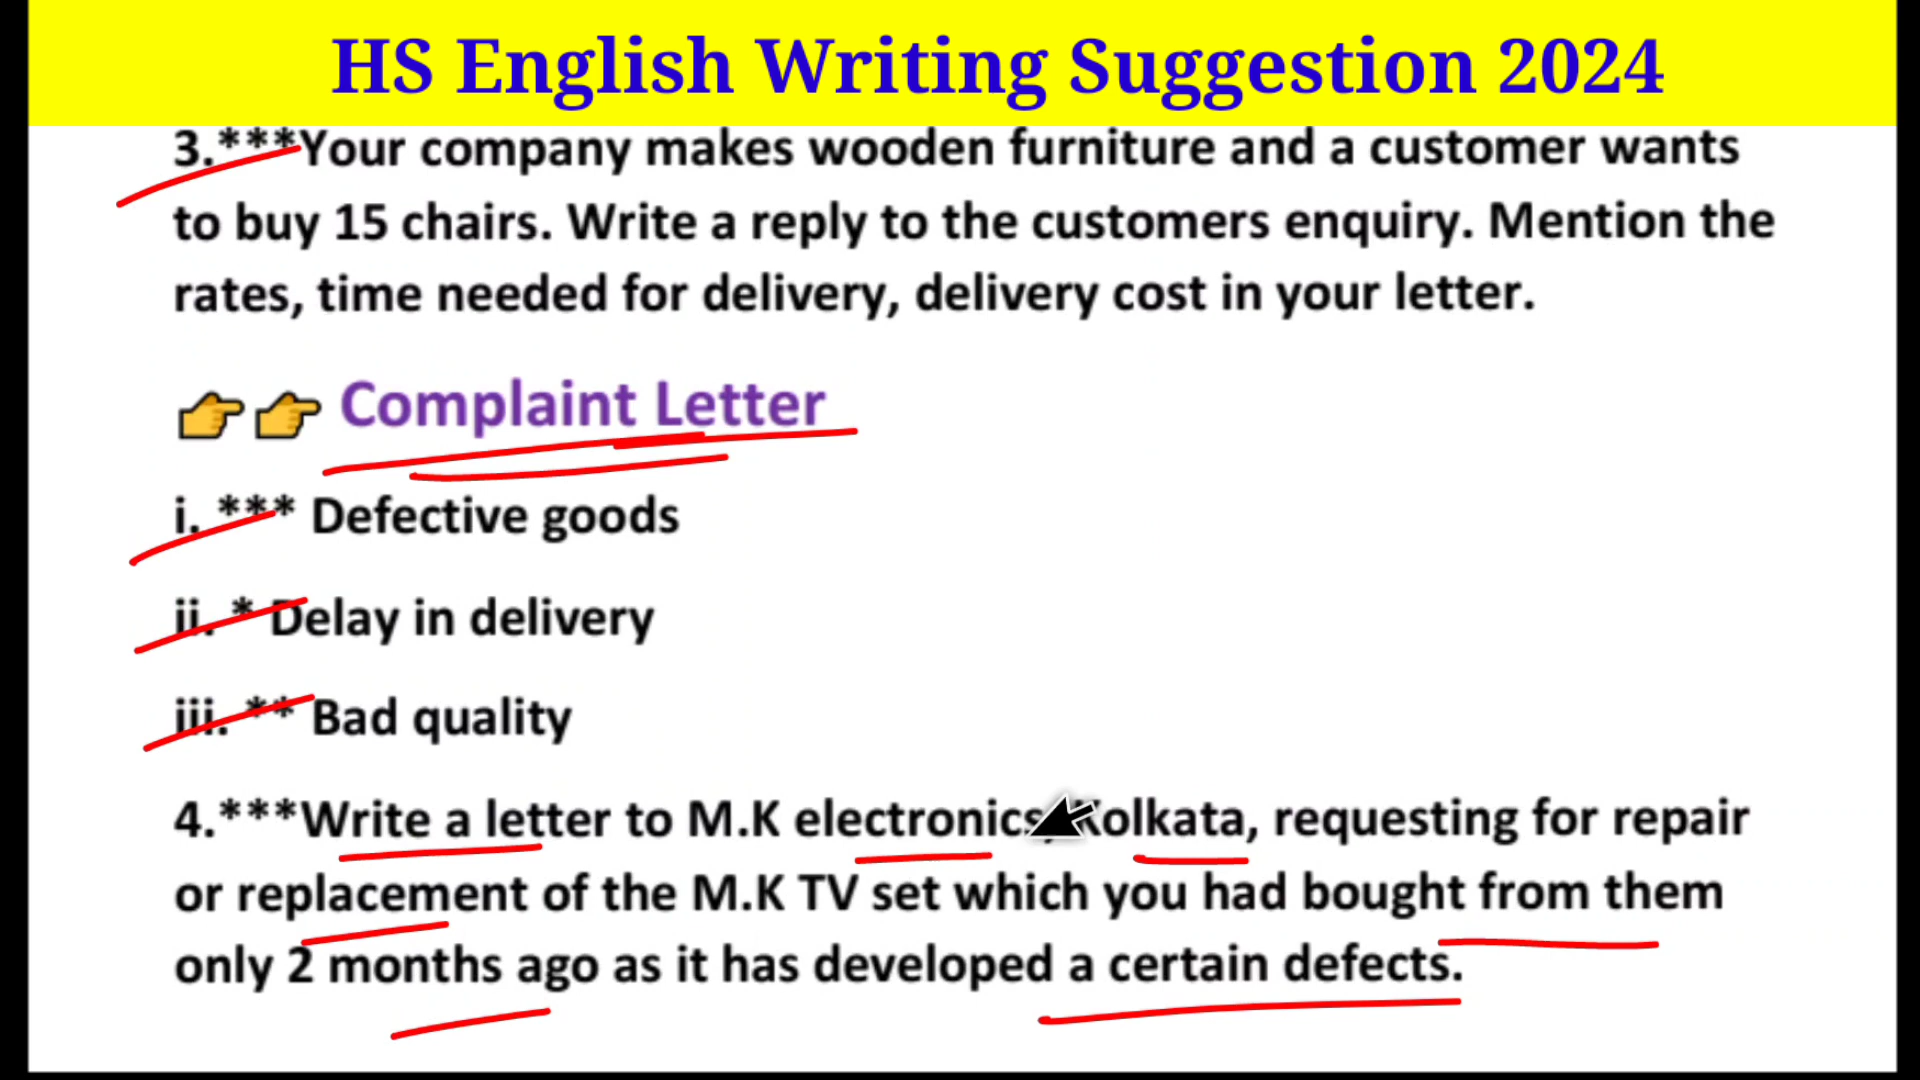 HS English Writing Suggestion 2024
3.***Your company makes wooden furniture and a customer wants
to buy 15 chairs. Write a reply to the customers enquiry. Mention the
rates, time needed for delivery, delivery cost in your letter.
👉👉 Complaint Letter
i. *** Defective goods
ii. * Delay in delivery
iii. ** Bad quality
4.***Write a letter to M.K electronics, Kolkata, requesting for repair
or replacement of the M.K TV set which you had bought from them
only 2 months ago as it has developed a certain defects.